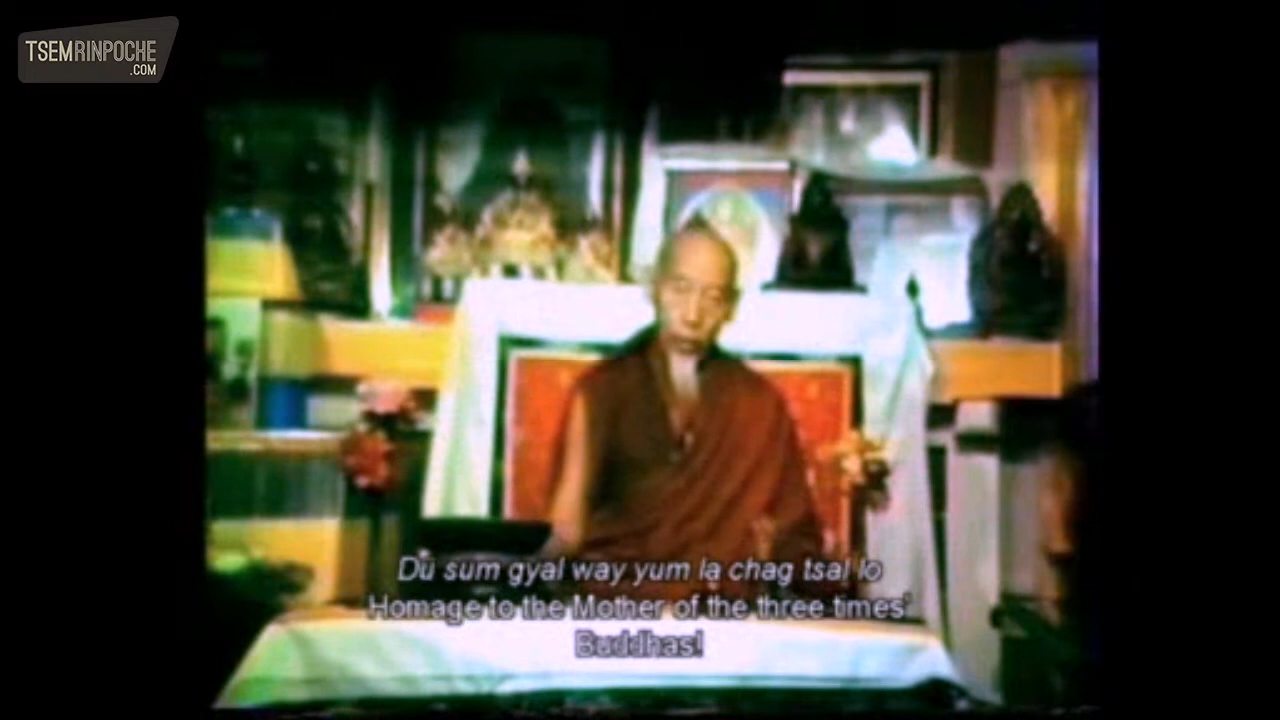 TSEMRINPOCHE
.COM
Dü sum gyal way yum la chag tsal lo
Homage to the Mother of the three times'
Buddhas!